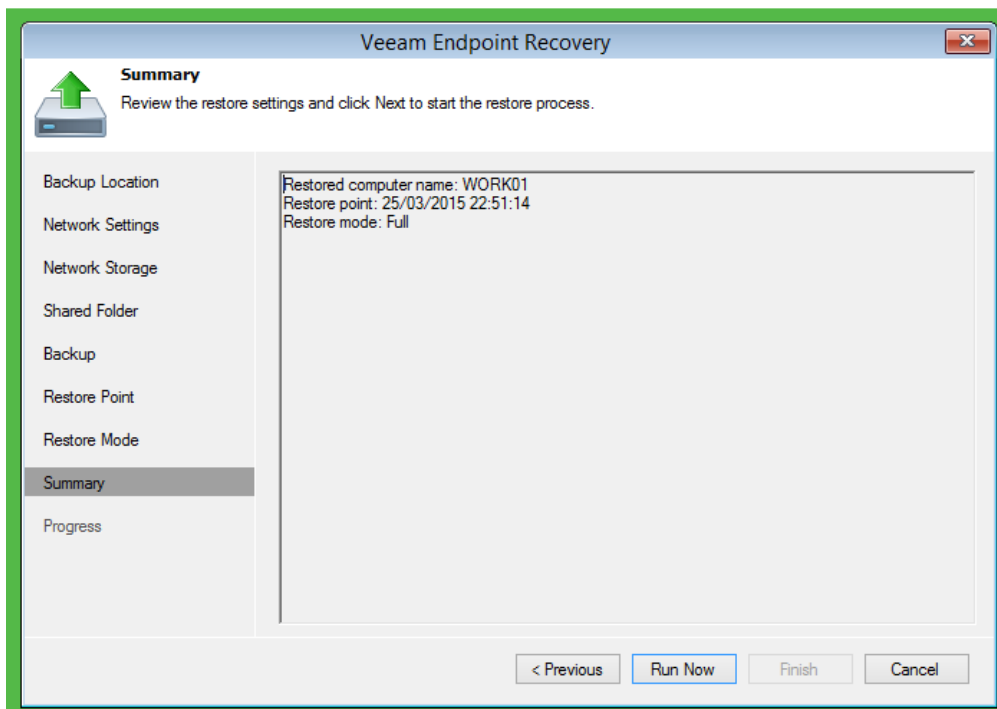 Veeam Endpoint Recovery
Summary
Review the restore settings and click Next to start the restore process.
Backup Location
Network Settings
Network Storage
Shared Folder
Backup
Restore Point
Restore Mode
Summary
Progress
Restored computer name: WORK01
Restore point: 25/03/2015 22:51:14
Restore mode: Full
< Previous
Run Now
Finish
Cancel